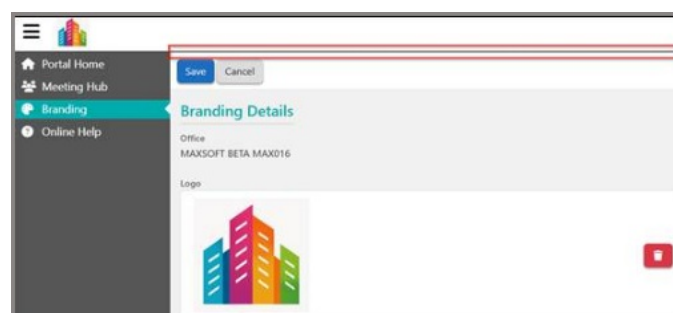 Portal Home
Meeting Hub
Branding
Online Help
Save Cancel
Branding Details
Office
MAXSOFT BETA MAX016
Logo